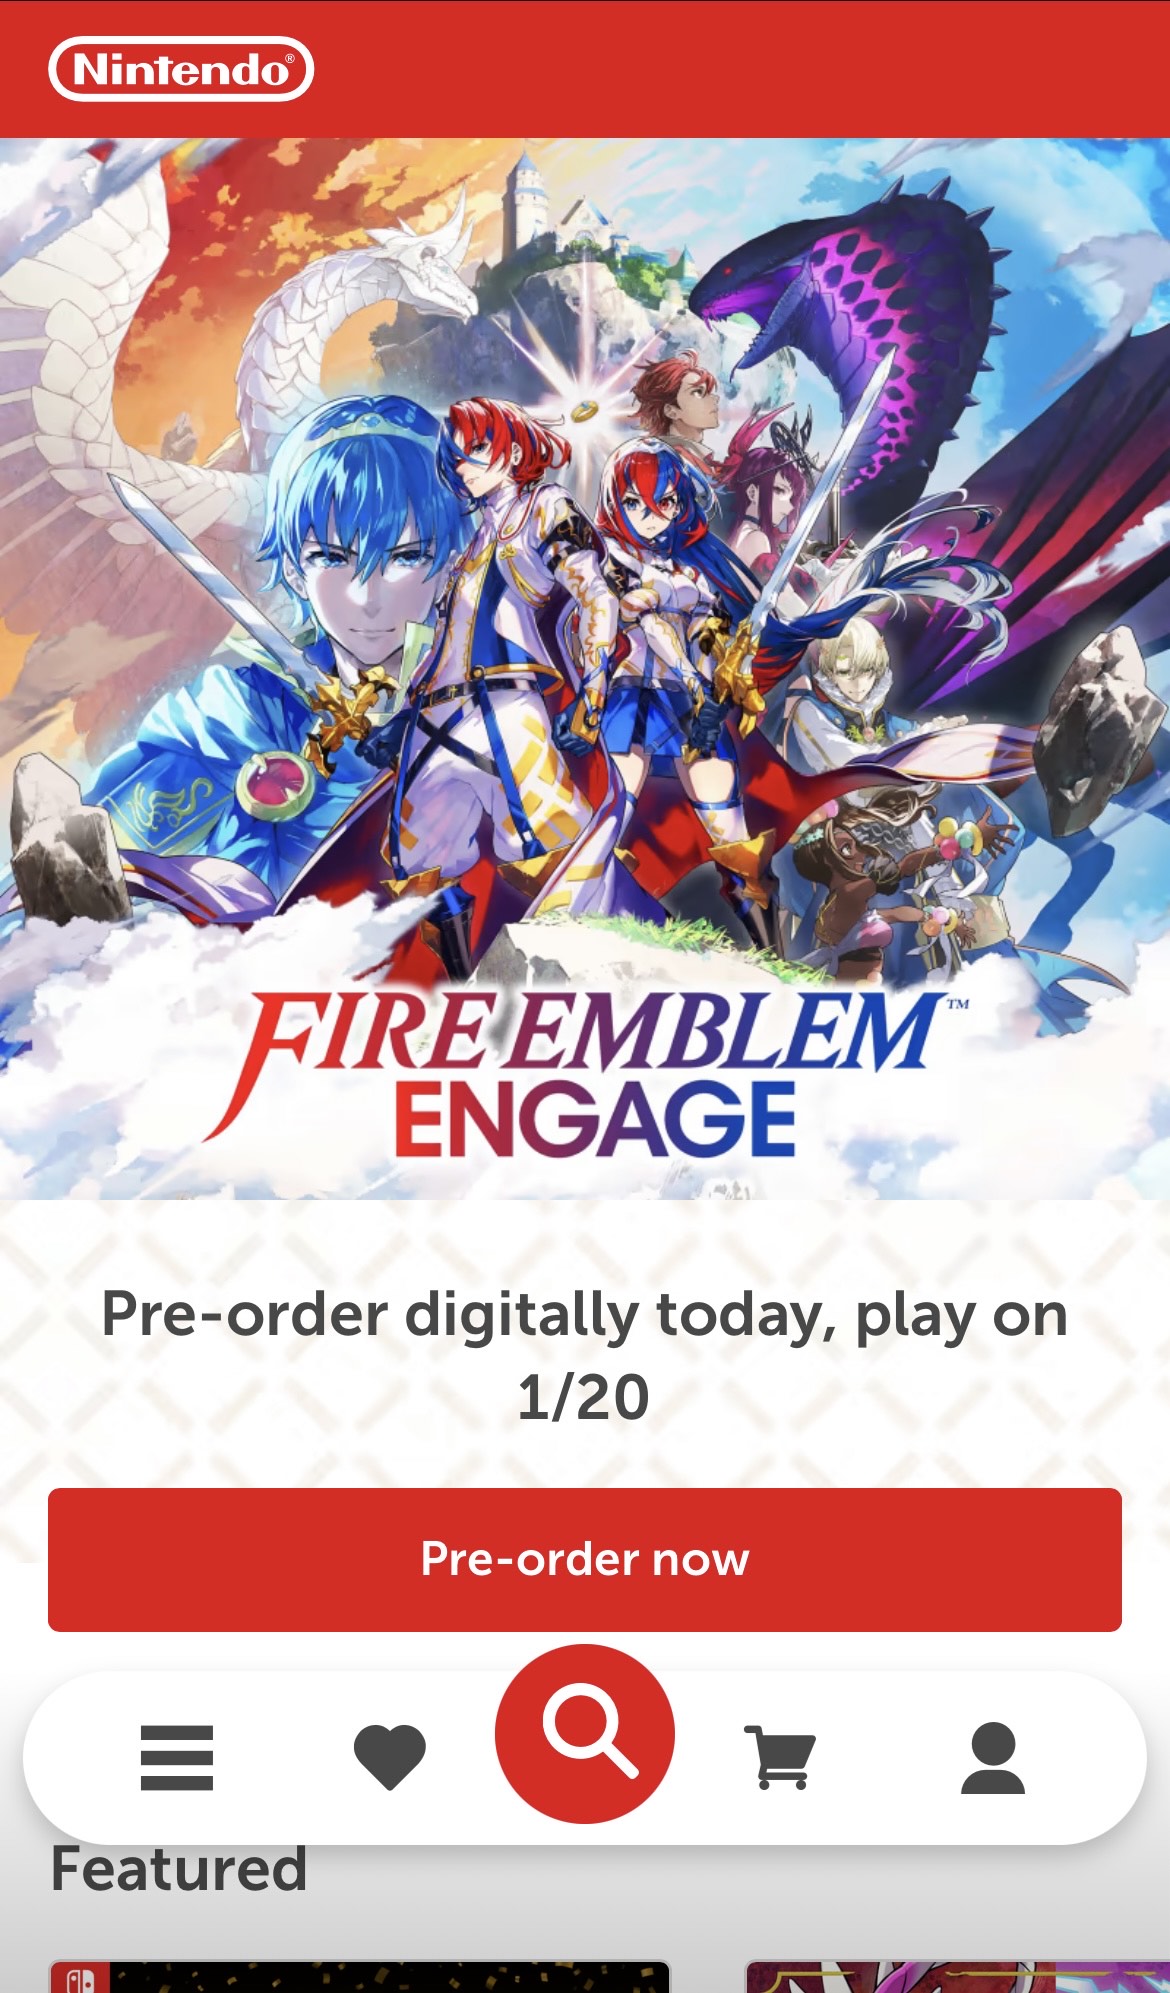 Nintendo®
FIRE EMBLEM™
ENGAGE
Pre-order digitally today, play on
1/20
Pre-order now
Featured